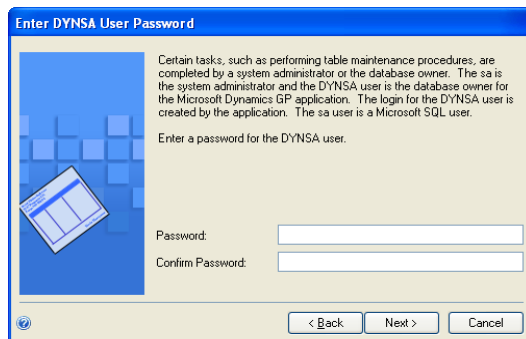 Enter DYNSA User Password
Certain tasks, such as performing table maintenance procedures, are
completed by a system administrator or the database owner. The sa is
the system administrator and the DYNSA user is the database owner for
the Microsoft Dynamics GP application. The login for the DYNSA user is
created by the application. The sa user is a Microsoft SQL user.
Enter a password for the DYNSA user.
Password:
Confirm Password:
?
< Back
Next >
Cancel